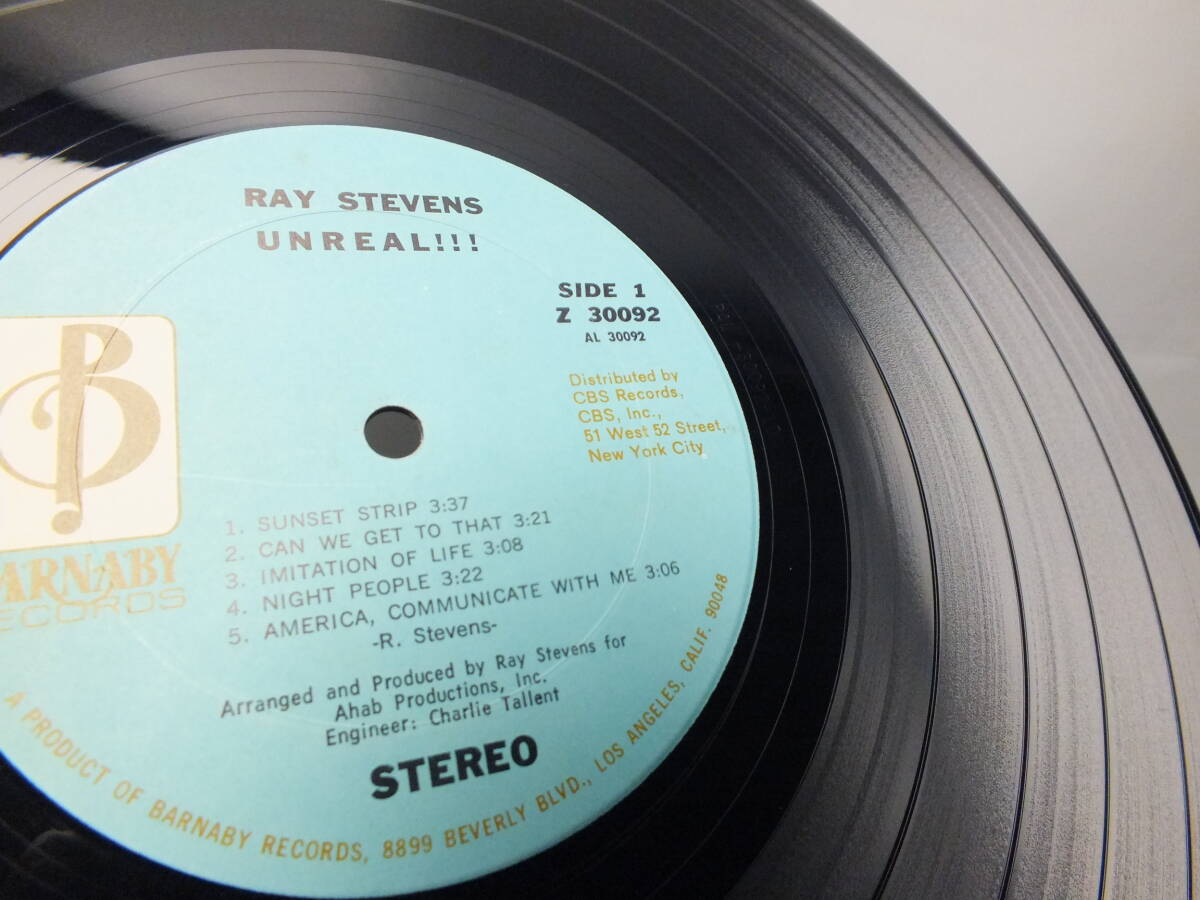 RAY STEVENS
UNREAL!!!
SIDE 1
Z 30092
AL 30092
Distributed by
CBS Records,
CBS, Inc.,
51 West 52 Street,
New York City
B
ARNABY
ECORDS
1. SUNSET STRIP 3:37
2. CAN WE GET TO THAT 3:21
3. IMITATION OF LIFE 3:08
4. NIGHT PEOPLE 3:22
5. AMERICA, COMMUNICATE WITH ME 3:06
-R. Stevens-
Arranged and Produced by Ray Stevens for
Ahab Productions, Inc.
Engineer: Charlie Tallent
STEREO
A PRODUCT OF BARNABY RECORDS, 8899 BEVERLY BLVD., LOS ANGELES, CALIF. 90048